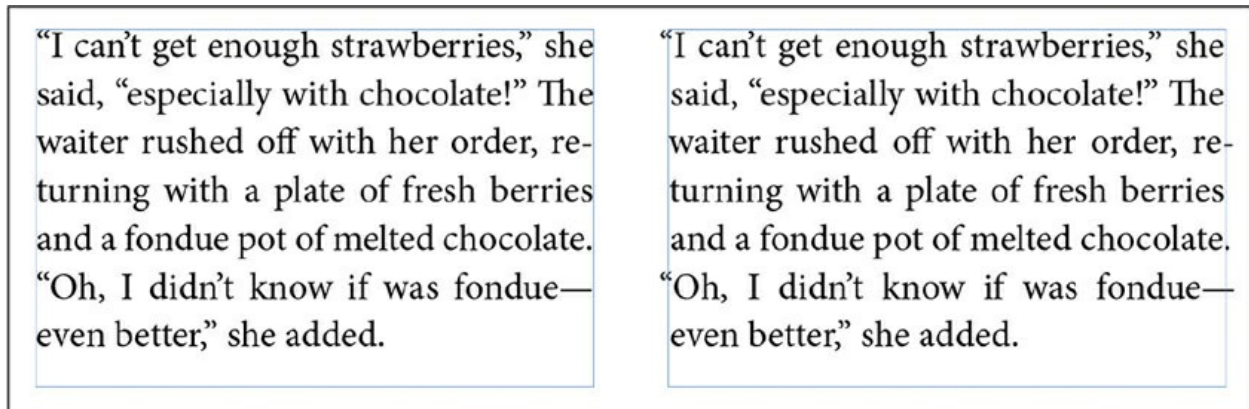 “I can’t get enough strawberries,” she
said, “especially with chocolate!” The
waiter rushed off with her order, re-
turning with a plate of fresh berries
and a fondue pot of melted chocolate.
“Oh, I didn’t know if was fondue—
even better,” she added.
“I can’t get enough strawberries,” she
said, “especially with chocolate!” The
waiter rushed off with her order, re-
turning with a plate of fresh berries
and a fondue pot of melted chocolate.
“Oh, I didn’t know if was fondue—
even better,” she added.